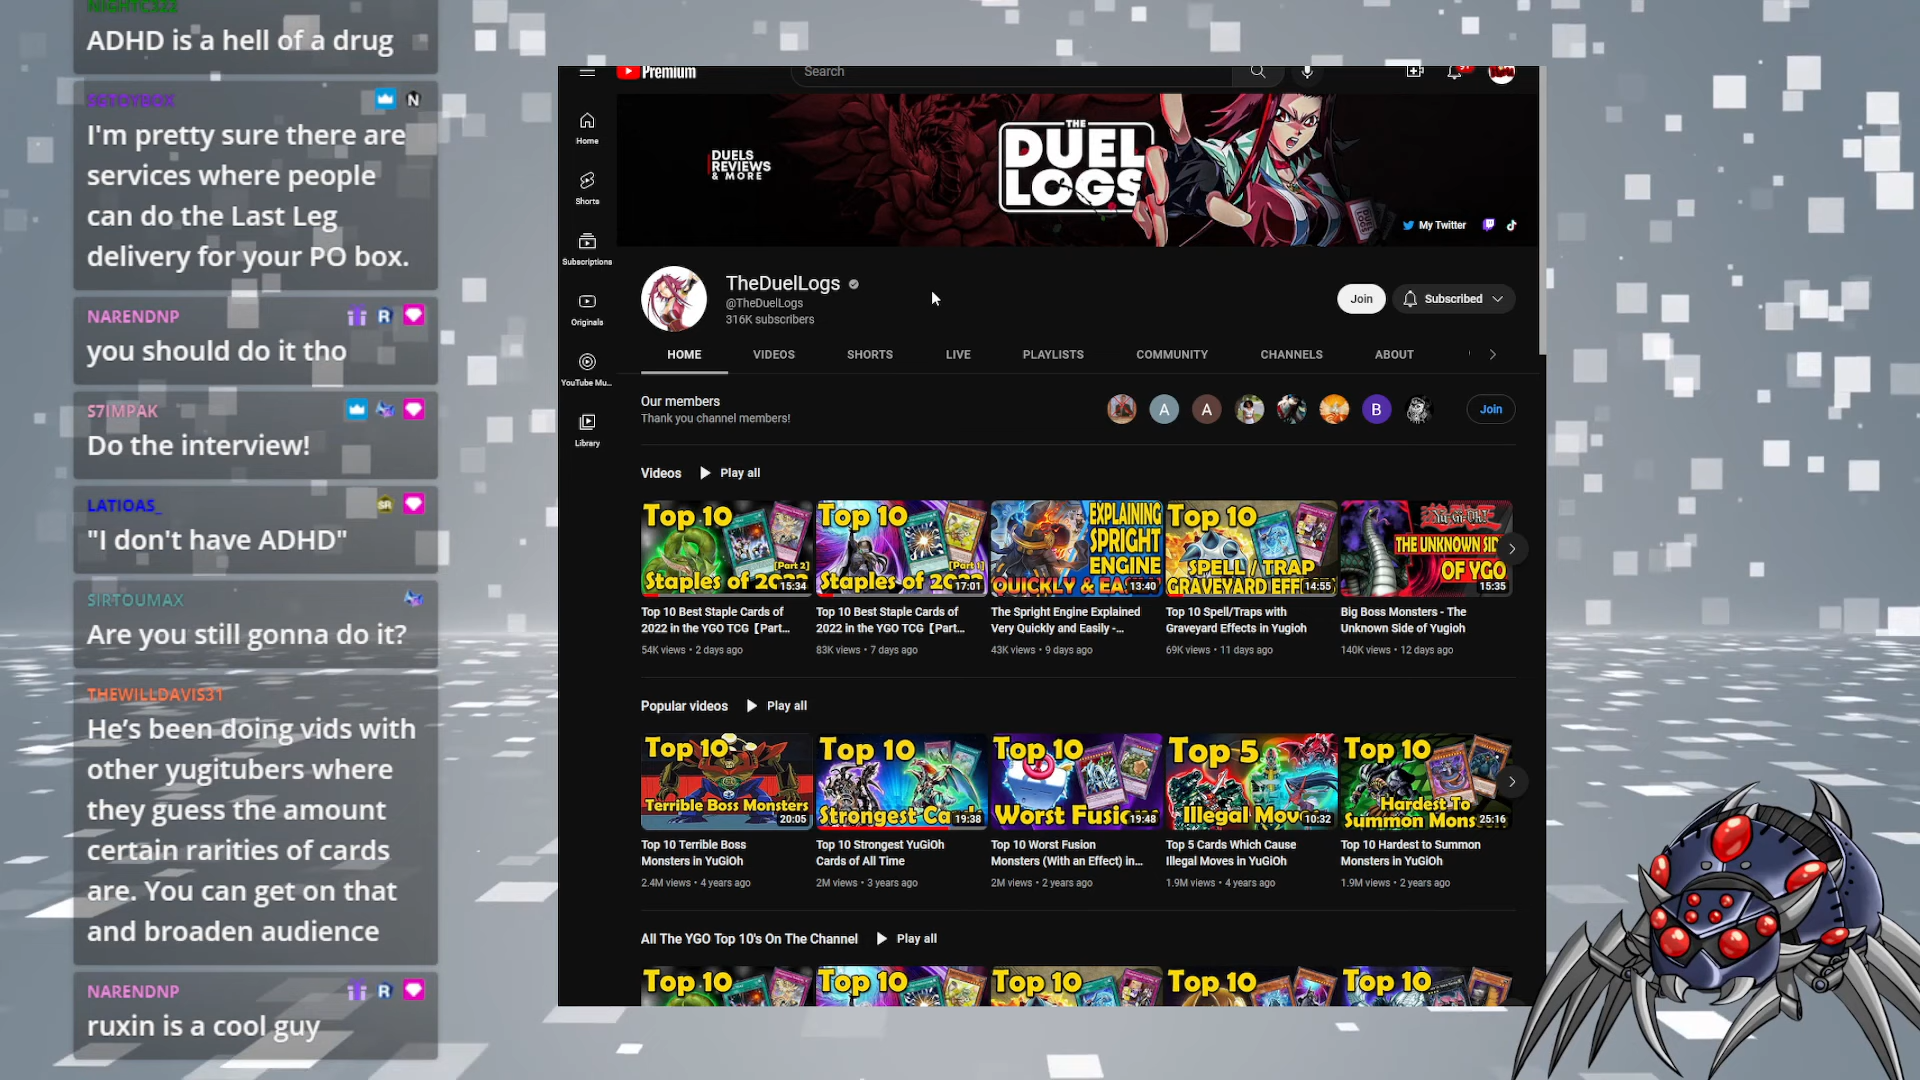 NIGHTC333
ADHD is a hell of a drug
I'm pretty sure there are
services where people
can do the Last Leg
delivery for your PO box.
NARENDNP
you should do it tho
S7IMPAK
Do the interview!
LATIOAS_
"I don't have ADHD"
SIRTOUMAX
Are you still gonna do it?
THEWILLDAVIS31
He's been doing vids with
other yugitubers where
they guess the amount
certain rarities of cards
are. You can get on that
and broaden audience
NARENDNP
ruxin is a cool guy
Premium
Search
Home
Shorts
Subscriptions
Originals
YouTube Mu...
Library
DUELS
REVIEWS
& MORE
THE
DUEL
LOGS
My Twitter
TheDuelLogs
@TheDuelLogs
316K subscribers
Join
Subscribed
HOME
VIDEOS
SHORTS
LIVE
PLAYLISTS
COMMUNITY
CHANNELS
ABOUT
Our members
Thank you channel members!
A
A
B
Join
Videos
Play all
Top 10
[Part 2]
Staples of 2022
15:34
Top 10
[Part 1]
Staples of 202
17:01
EXPLAINING
SPRIGHT
ENGINE
QUICKLY & EAS
13:40
Top 10
SPELL/TRAP
GRAVEYARD EFFE
14:55
Yu-Gi-Oh!
THE UNKNOWN SID
OF YGO
15:35
Top 10 Best Staple Cards of
2022 in the YGO TCG【Part...
54K views • 2 days ago
Top 10 Best Staple Cards of
2022 in the YGO TCG【Part...
83K views • 7 days ago
The Spright Engine Explained
Very Quickly and Easily -...
43K views • 9 days ago
Top 10 Spell/Traps with
Graveyard Effects in Yugioh
69K views • 11 days ago
Big Boss Monsters - The
Unknown Side of Yugioh
140K views • 12 days ago
Popular videos
Play all
Top 10
Terrible Boss Monsters
20:05
Top 10
Strongest Ca
19:38
Top 10
Worst Fusio
19:48
Top 5
Illegal Mov
10:32
Top 10
Hardest To
Summon Mons
25:16
Top 10 Terrible Boss
Monsters in YuGiOh
2.4M views • 4 years ago
Top 10 Strongest YuGiOh
Cards of All Time
2M views • 3 years ago
Top 10 Worst Fusion
Monsters (With an Effect) in...
2M views • 2 years ago
Top 5 Cards Which Cause
Illegal Moves in YuGiOh
1.9M views • 4 years ago
Top 10 Hardest to Summon
Monsters in YuGiOh
1.9M views • 2 years ago
All The YGO Top 10's On The Channel
Play all
Top 10
Top 10
Top 10
Top 10
Top 10